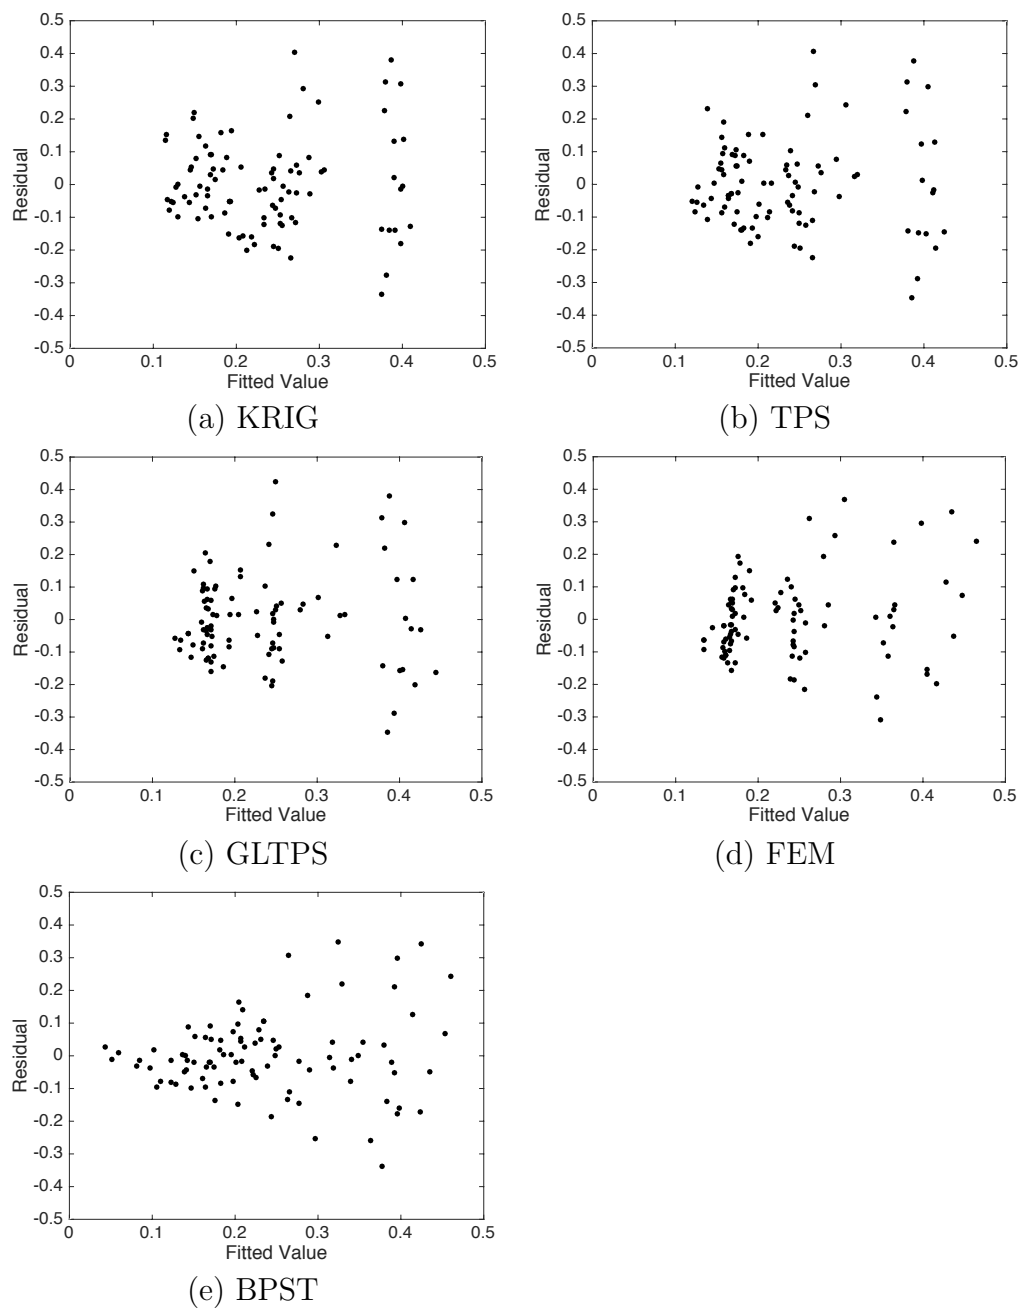 0.5 0.5
0.4 0.4
0.3 0.3
0.2 0.2
0.1 0.1
Residual 0 Residual 0
-0.1 -0.1
-0.2 -0.2
-0.3 -0.3
-0.4 -0.4
-0.5 -0.5
0 0.1 0.2 0.3 0.4 0.5 0 0.1 0.2 0.3 0.4 0.5
Fitted Value Fitted Value
(a) KRIG (b) TPS
0.5 0.5
0.4 0.4
0.3 0.3
0.2 0.2
0.1 0.1
Residual 0 Residual 0
-0.1 -0.1
-0.2 -0.2
-0.3 -0.3
-0.4 -0.4
-0.5 -0.5
0 0.1 0.2 0.3 0.4 0.5 0 0.1 0.2 0.3 0.4 0.5
Fitted Value Fitted Value
(c) GLTPS (d) FEM
0.5
0.4
0.3
0.2
0.1
Residual 0
-0.1
-0.2
-0.3
-0.4
-0.5
0 0.1 0.2 0.3 0.4 0.5
Fitted Value
(e) BPST